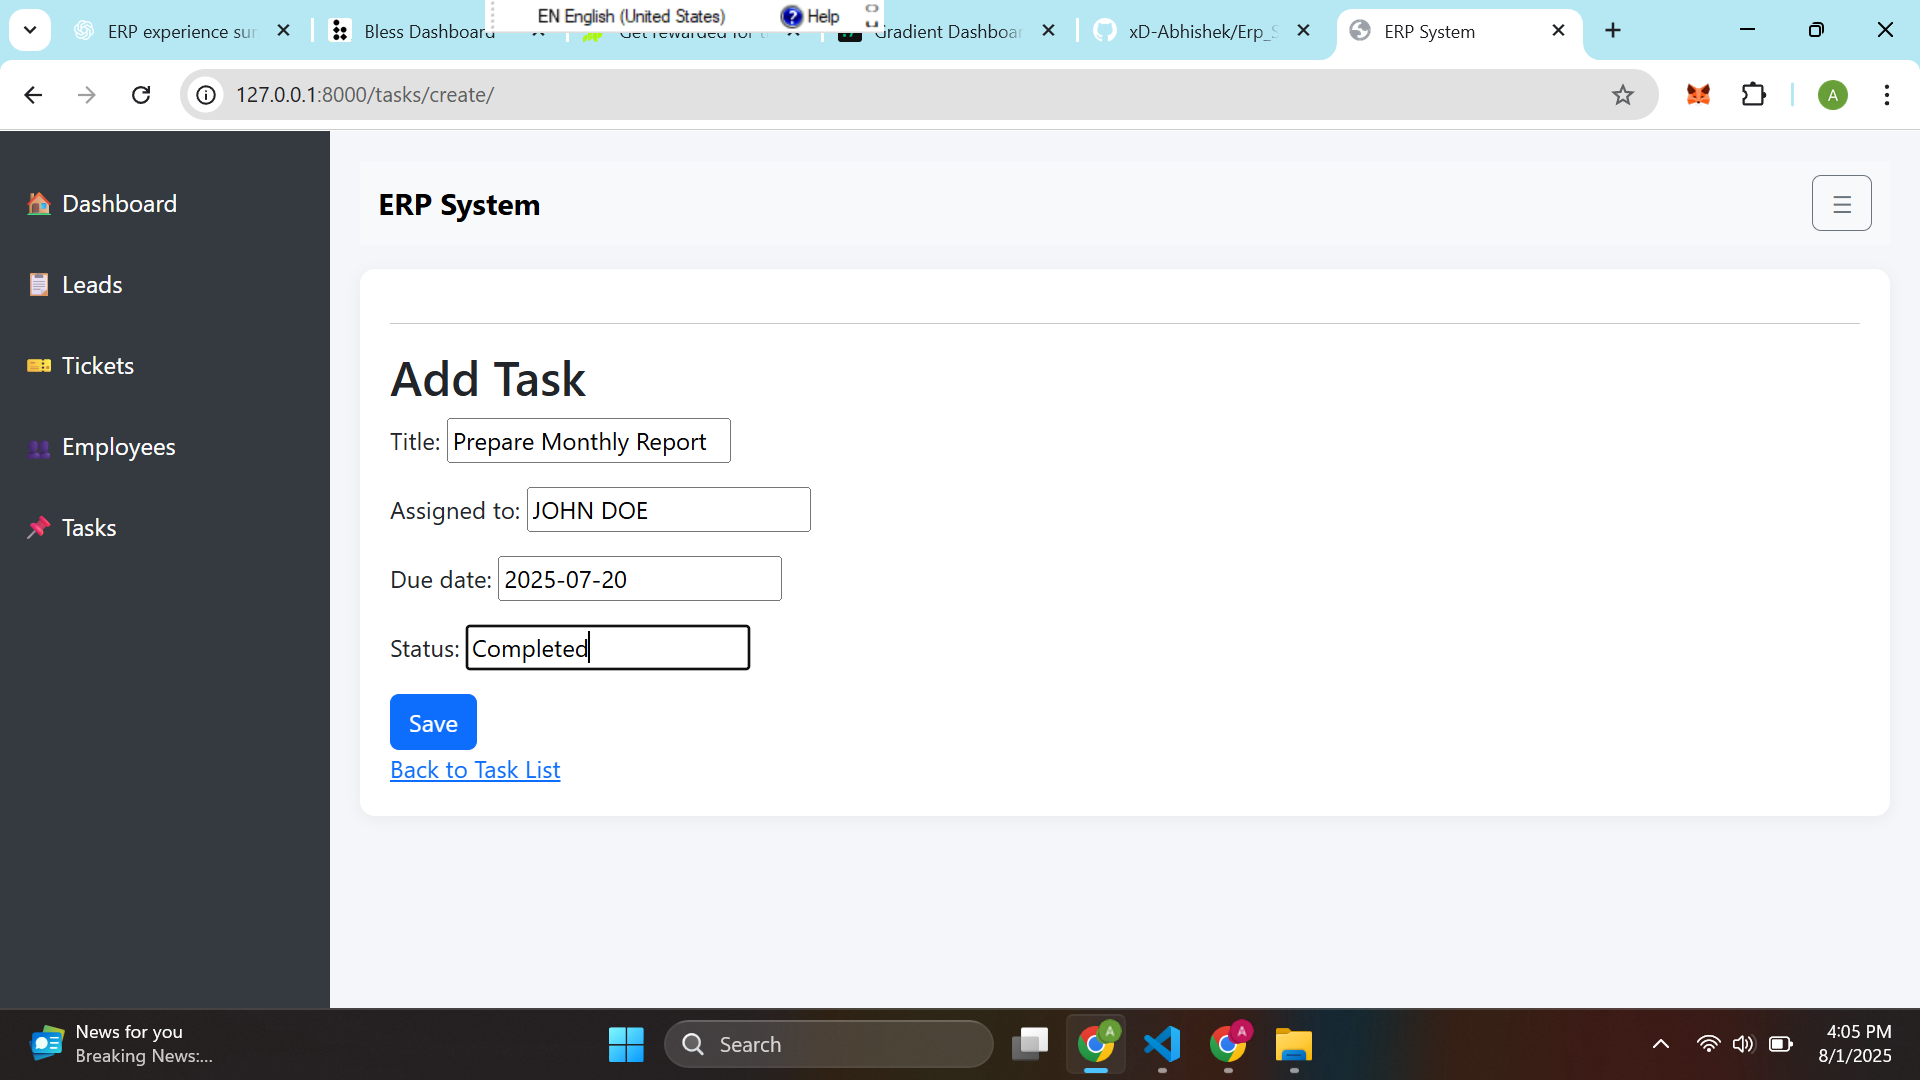 EN English (United States) Help
ERP experience sur
Bless Dashboard
Gradient Dashboar
xD-Abhishek/Erp_S
ERP System
127.0.0.1:8000/tasks/create/
A
Dashboard
Leads
Tickets
Employees
Tasks
ERP System
Add Task
Title: Prepare Monthly Report
Assigned to: JOHN DOE
Due date: 2025-07-20
Status: Completed
Save
Back to Task List
News for you
Breaking News:...
Search
A
A
4:05 PM
8/1/2025